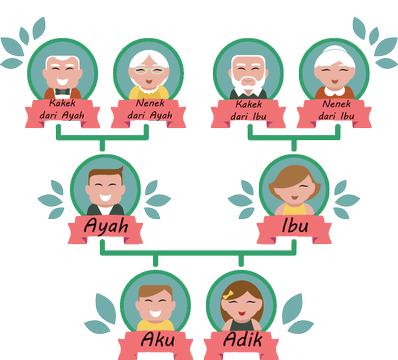 Kakek
dari Ayah
Nenek
dari Ayah
Kakek
dari Ibu
Nenek
dari Ibu
Ayah
Ibu
Aku
Adik